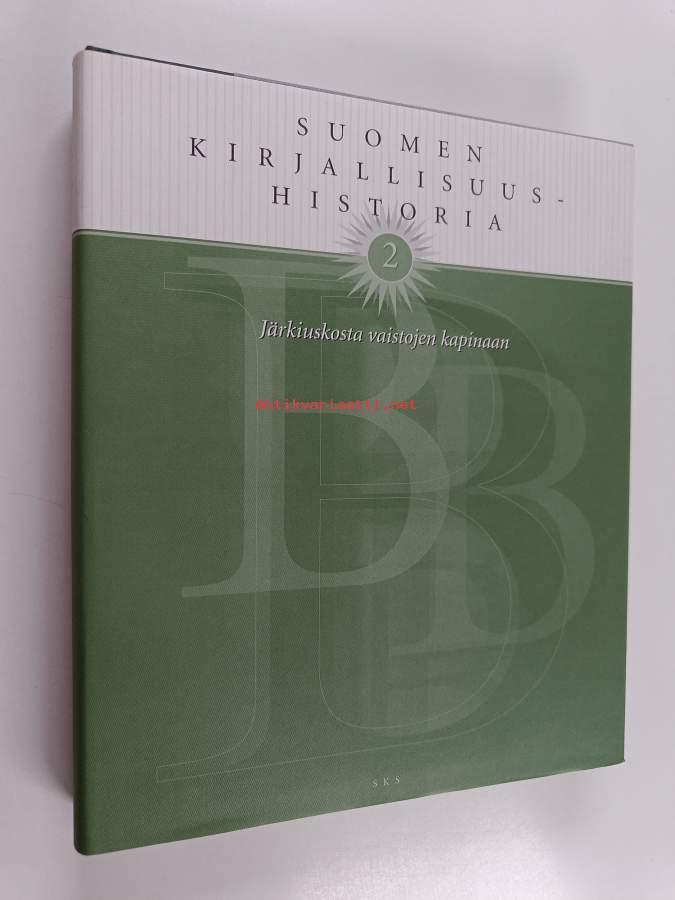 SUOMEN
KIRJALLISUUS-
HISTORIA
2
Järkiuskosta vaistojen kapinaan
antikvariaatti.net
B B
B
SKS